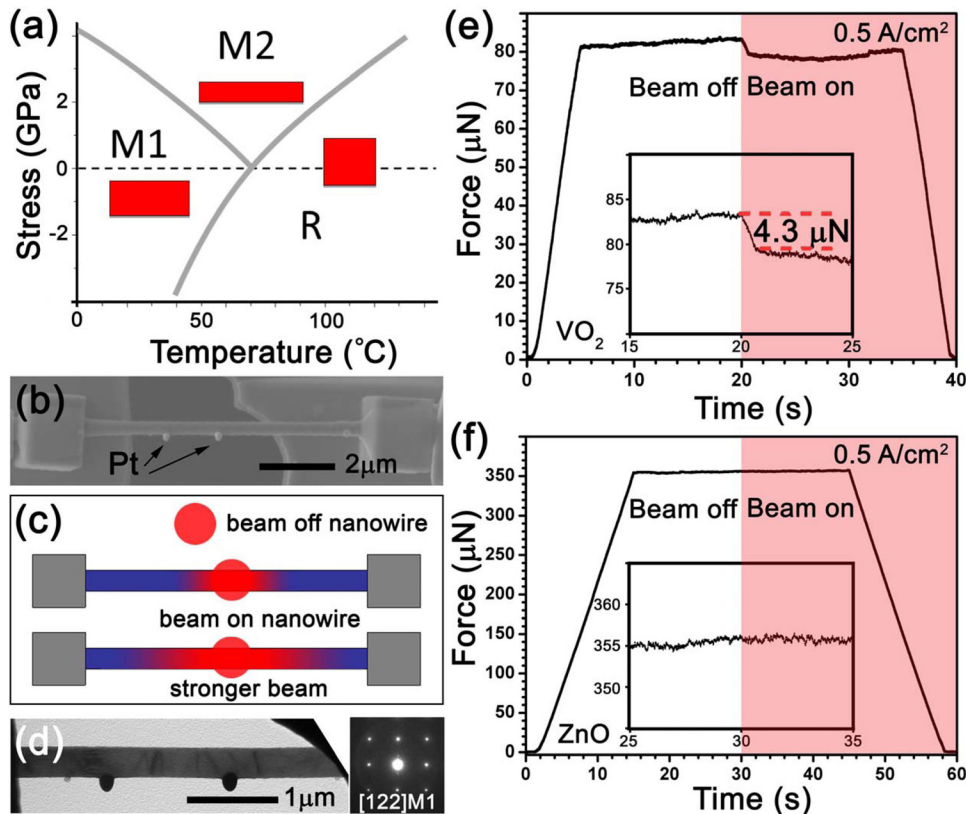 (a)
M2
M1
R
Stress (GPa)
2
0
-2
0
50
100
Temperature (°C)
(b)
Pt
2μm
(c)
beam off nanowire
beam on nanowire
stronger beam
(d)
1μm
[122]M1
(e)
0.5 A/cm²
Beam off
Beam on
Force (μN)
90
80
70
60
50
40
30
20
10
0
85
80
75
70
4.3 μN
15
20
25
VO₂
0
10
20
30
40
Time (s)
(f)
0.5 A/cm²
Beam off
Beam on
Force (μN)
400
350
300
250
200
150
100
50
0
360
355
350
25
30
35
ZnO
0
10
20
30
40
50
60
Time (s)